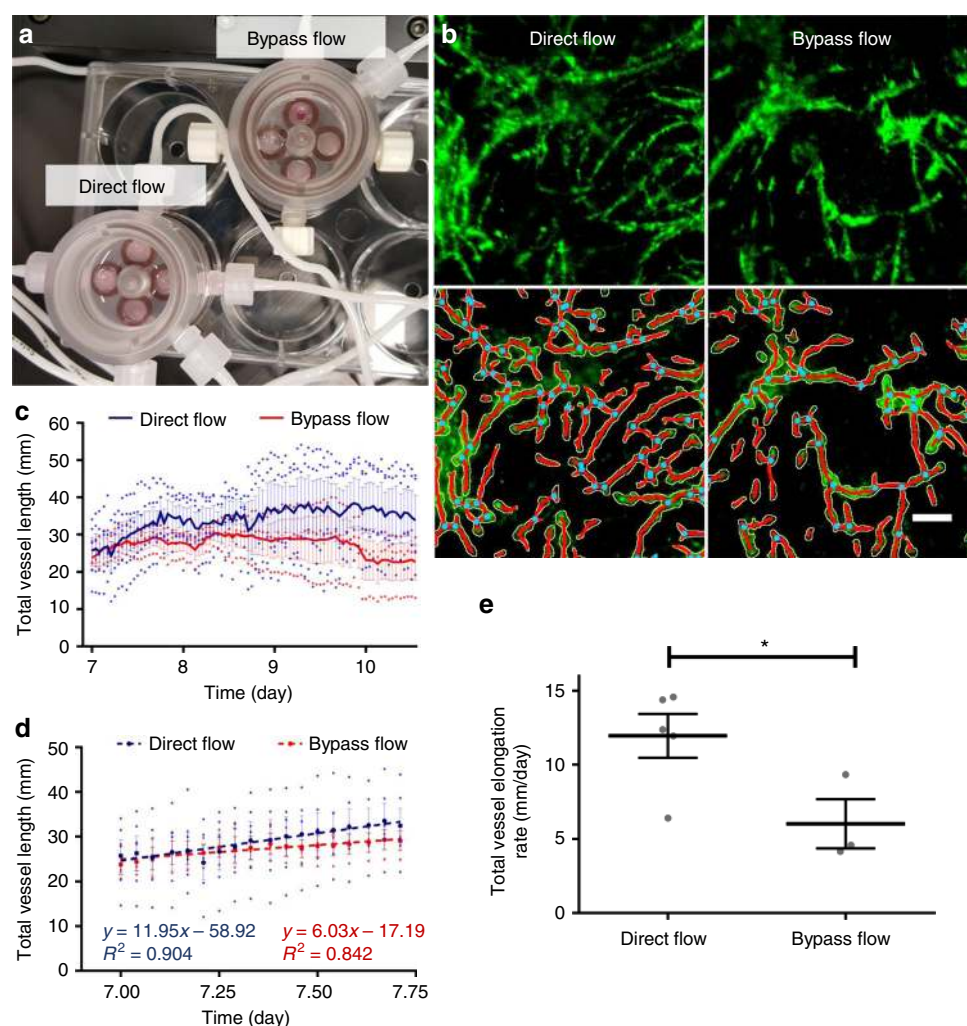 a
Bypass flow
Direct flow
b
Direct flow
Bypass flow
c
Direct flow
Bypass flow
Total vessel length (mm)
60
50
40
30
20
10
0
7
8
9
10
Time (day)
d
Direct flow
Bypass flow
Total vessel length (mm)
50
40
30
20
10
0
y = 11.95x – 58.92
R² = 0.904
y = 6.03x – 17.19
R² = 0.842
7.00
7.25
7.50
7.75
Time (day)
e
*
Total vessel elongation
rate (mm/day)
15
10
5
0
Direct flow
Bypass flow